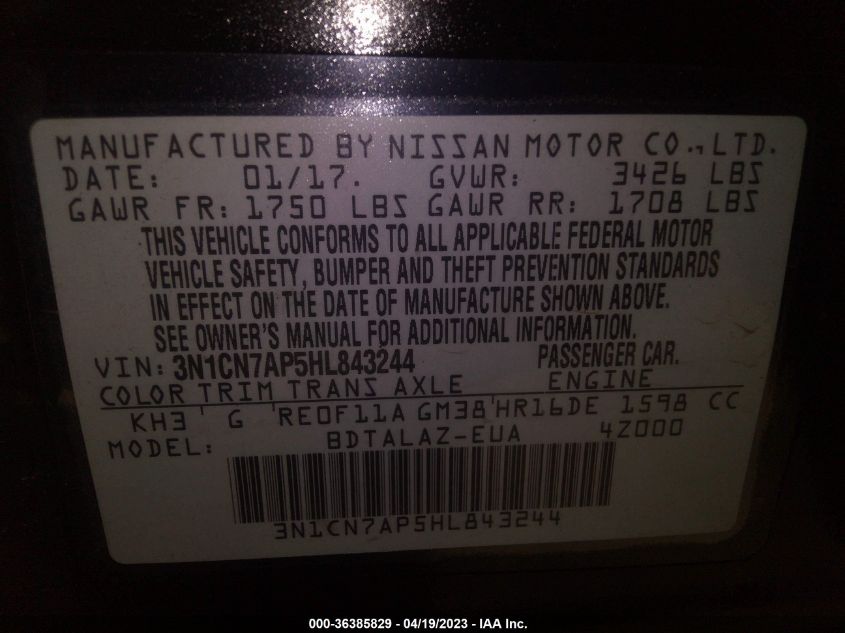 MANUFACTURED BY NISSAN MOTOR CO., LTD.
DATE: 01/17. GVWR: 3426 LBS
GAWR FR: 1750 LBS GAWR RR: 1708 LBS
THIS VEHICLE CONFORMS TO ALL APPLICABLE FEDERAL MOTOR
VEHICLE SAFETY, BUMPER AND THEFT PREVENTION STANDARDS
IN EFFECT ON THE DATE OF MANUFACTURE SHOWN ABOVE.
SEE OWNER'S MANUAL FOR ADDITIONAL INFORMATION.
VIN: 3N1CN7AP5HL843244 PASSENGER CAR.
COLOR TRIM TRANS AXLE ENGINE
KH3 ' G 'RE0F11A GM38'HR16DE 1598 CC
MODEL: BDTALAZ-EUA 4Z000
3N1CN7AP5HL843244
000-36385829 - 04/19/2023 - IAA Inc.